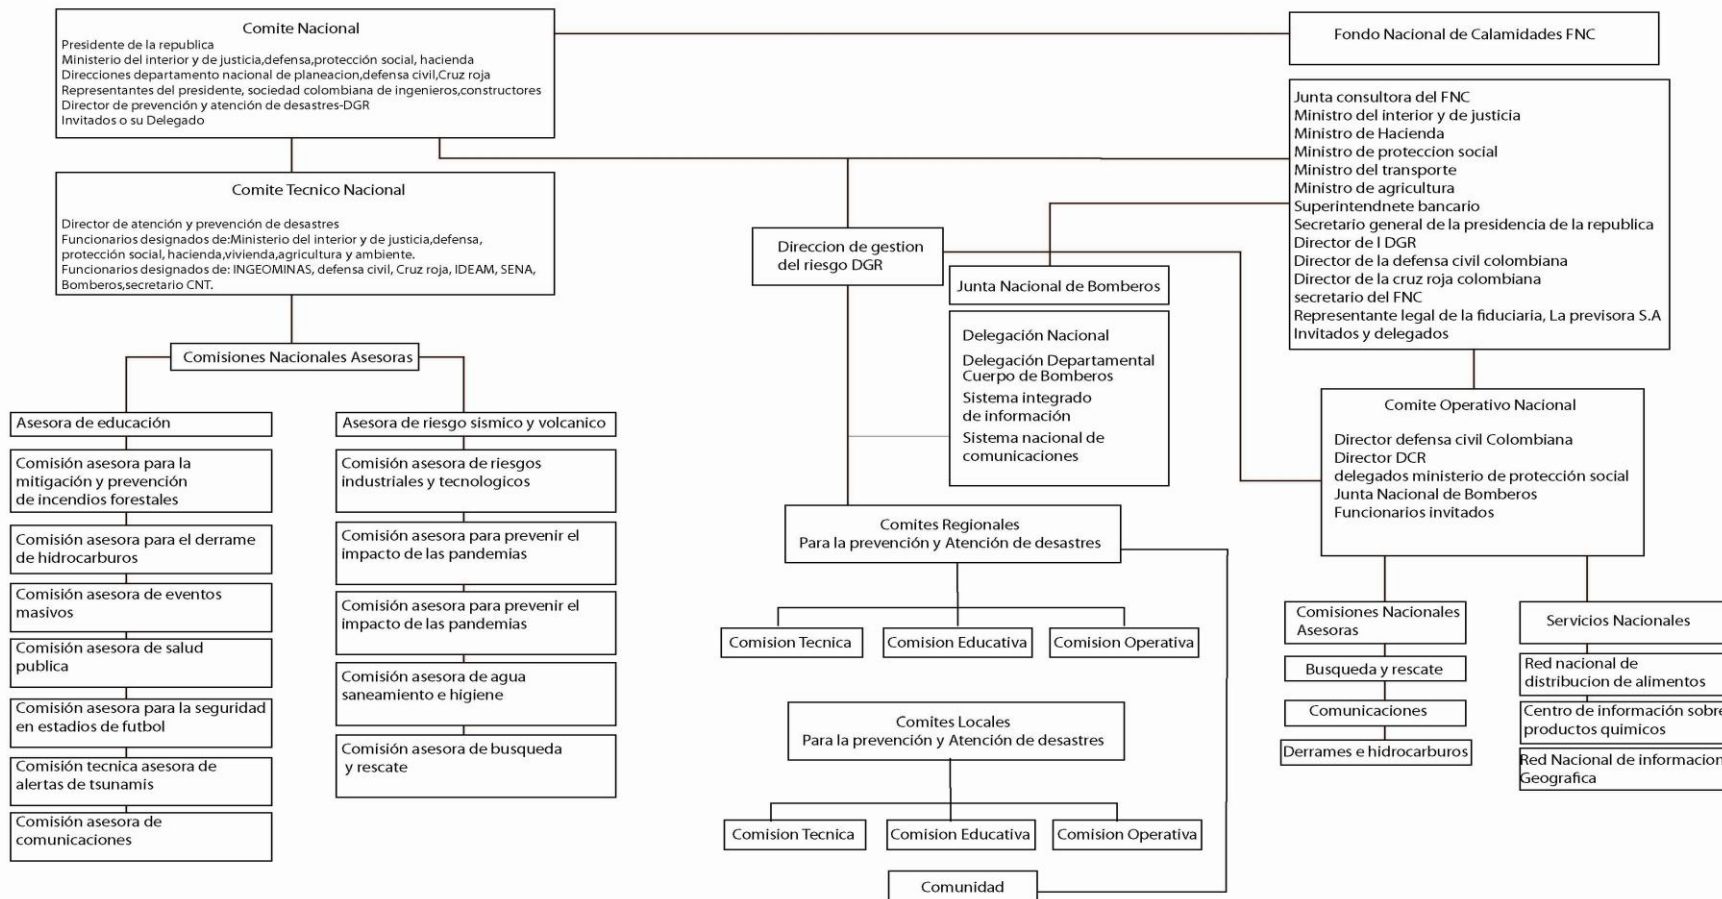 Comite Nacional
Presidente de la republica
Ministerio del interior y de justicia,defensa,protección social, hacienda
Direcciones departamento nacional de planeacion,defensa civil,Cruz roja
Representantes del presidente, sociedad colombiana de ingenieros,constructores
Director de prevención y atención de desastres-DGR
Invitados o su Delegado
Fondo Nacional de Calamidades FNC
Junta consultora del FNC
Ministro del interior y de justicia
Ministro de Hacienda
Ministro de proteccion social
Ministro del transporte
Ministro de agricultura
Superintendnete bancario
Secretario general de la presidencia de la republica
Director de l DGR
Director de la defensa civil colombiana
Director de la cruz roja colombiana
secretario del FNC
Representante legal de la fiduciaria, La previsora S.A
Invitados y delegados
Comite Tecnico Nacional
Director de atención y prevención de desastres
Funcionarios designados de:Ministerio del interior y de justicia,defensa,
protección social, hacienda,vivienda,agricultura y ambiente.
Funcionarios designados de: INGEOMINAS, defensa civil, Cruz roja, IDEAM, SENA,
Bomberos,secretario CNT.
Direccion de gestion
del riesgo DGR
Junta Nacional de Bomberos
Delegación Nacional
Delegación Departamental
Cuerpo de Bomberos
Sistema integrado
de información
Sistema nacional de
comunicaciones
Comisiones Nacionales Asesoras
Asesora de educación
Comisión asesora para la
mitigación y prevención
de incendios forestales
Comisión asesora para el derrame
de hidrocarburos
Comisión asesora de eventos
masivos
Comisión asesora de salud
publica
Comisión asesora para la seguridad
en estadios de futbol
Comisión tecnica asesora de
alertas de tsunamis
Comisión asesora de
comunicaciones
Asesora de riesgo sismico y volcanico
Comisión asesora de riesgos
industriales y tecnologicos
Comisión asesora para prevenir el
impacto de las pandemias
Comisión asesora para prevenir el
impacto de las pandemias
Comisión asesora de agua
saneamiento e higiene
Comisión asesora de busqueda
y rescate
Comites Regionales
Para la prevención y Atención de desastres
Comision Tecnica
Comision Educativa
Comision Operativa
Comites Locales
Para la prevención y Atención de desastres
Comision Tecnica
Comision Educativa
Comision Operativa
Comunidad
Comite Operativo Nacional
Director defensa civil Colombiana
Director DCR
delegados ministerio de protección social
Junta Nacional de Bomberos
Funcionarios invitados
Comisiones Nacionales
Asesoras
Busqueda y rescate
Comunicaciones
Derrames e hidrocarburos
Servicios Nacionales
Red nacional de
distribucion de alimentos
Centro de información sobre
productos quimicos
Red Nacional de informacion
Geografica